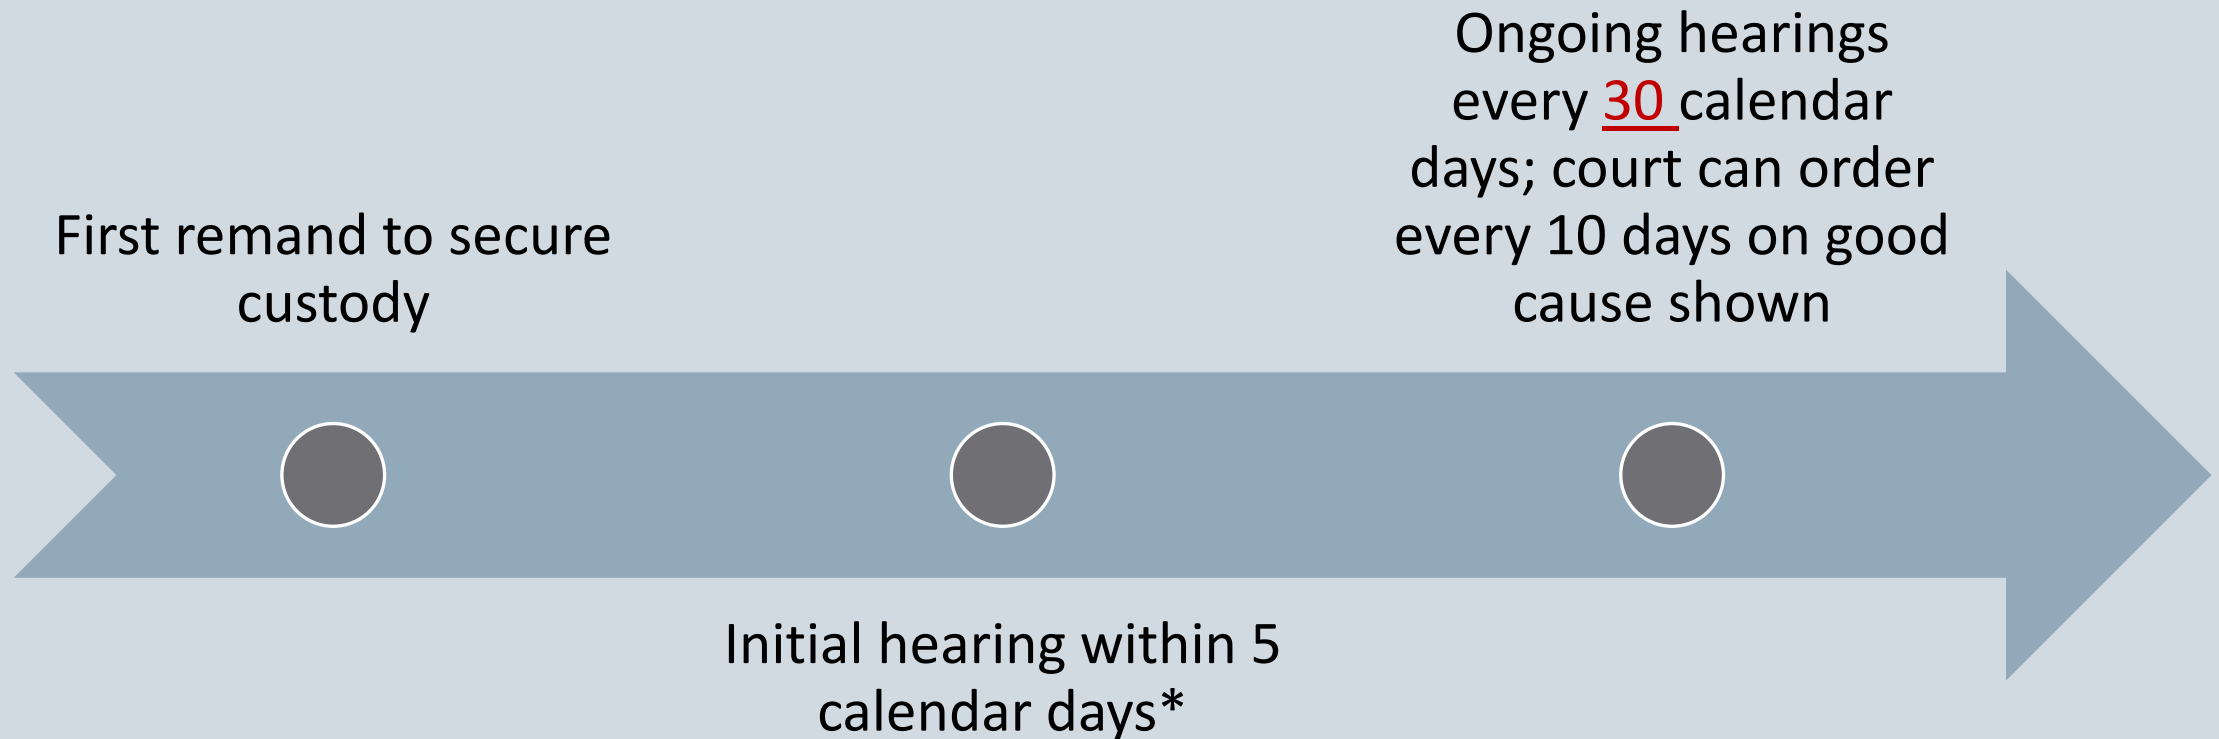 First remand to secure
custody
Initial hearing within 5
calendar days*
Ongoing hearings
every 30 calendar
days; court can order
every 10 days on good
cause shown